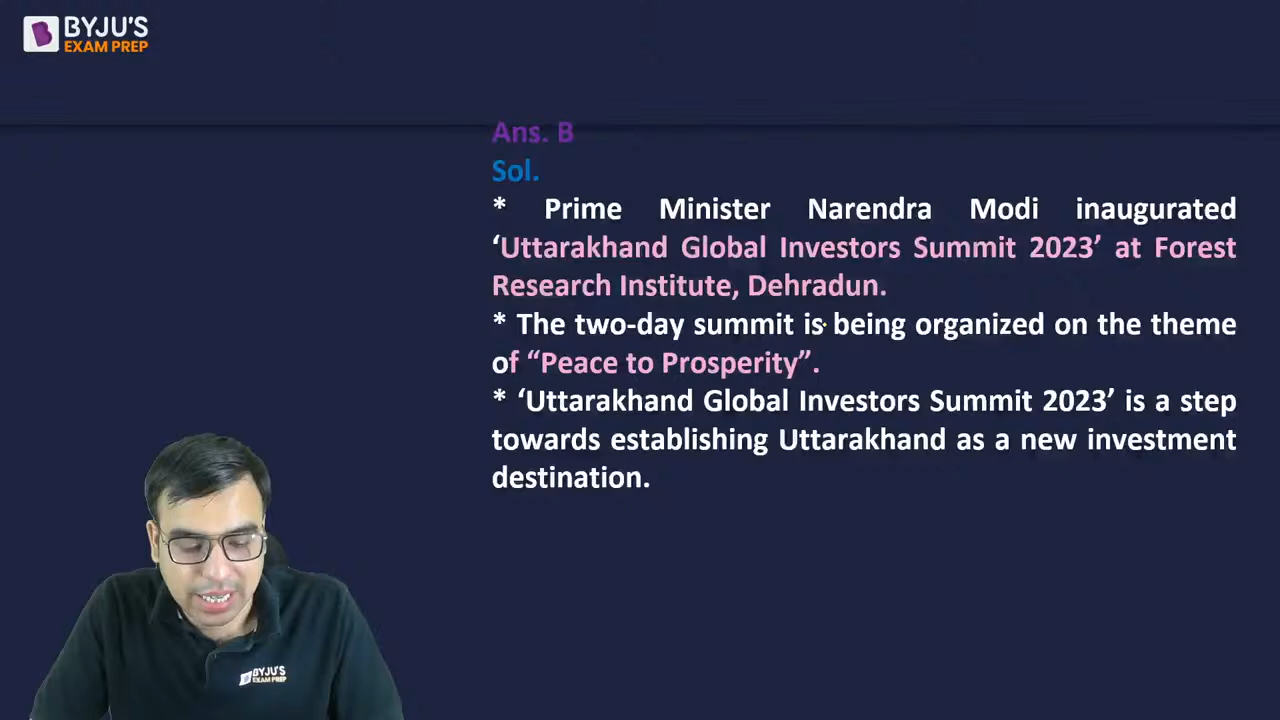 BYJU'S
EXAM PREP
Ans. B
Sol.
* Prime Minister Narendra Modi inaugurated
‘Uttarakhand Global Investors Summit 2023’ at Forest
Research Institute, Dehradun.
* The two-day summit is being organized on the theme
of “Peace to Prosperity”.
* ‘Uttarakhand Global Investors Summit 2023’ is a step
towards establishing Uttarakhand as a new investment
destination.
BYJU'S
EXAM PREP